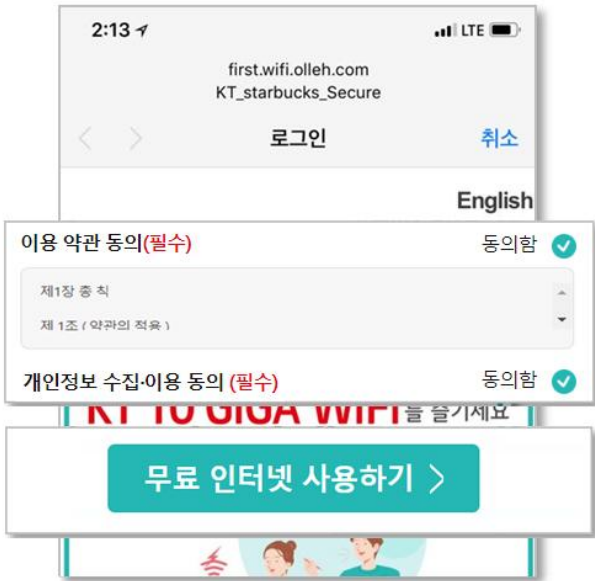 2:13
LTE
first.wifi.olleh.com
KT_starbucks_Secure
로그인 취소
English
이용 약관 동의(필수) 동의함
제1장 총 칙
제 1조 ( 약관의 적용 )
개인정보 수집·이용 동의 (필수) 동의함
KT 10 GIGA WIFI를 즐기세요
무료 인터넷 사용하기